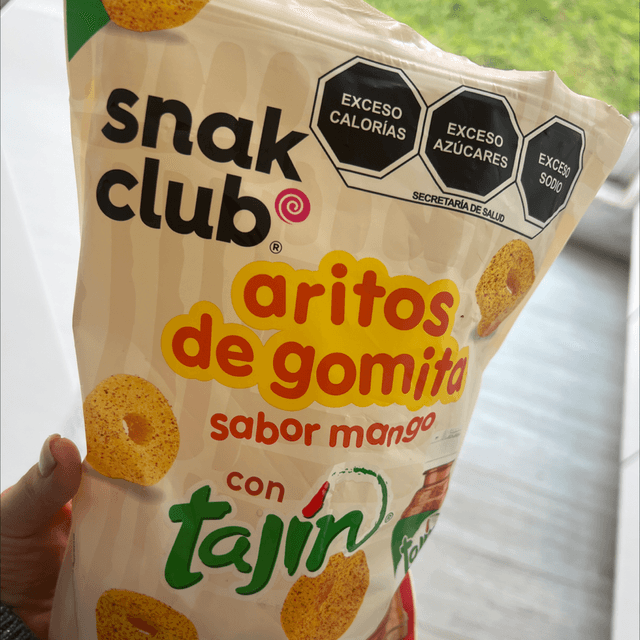 snak
club®
EXCESO
CALORÍAS
EXCESO
AZÚCARES
EXCESO
SODIO
SECRETARÍA DE SALUD
aritos
de gomita
sabor mango
con
tajín®